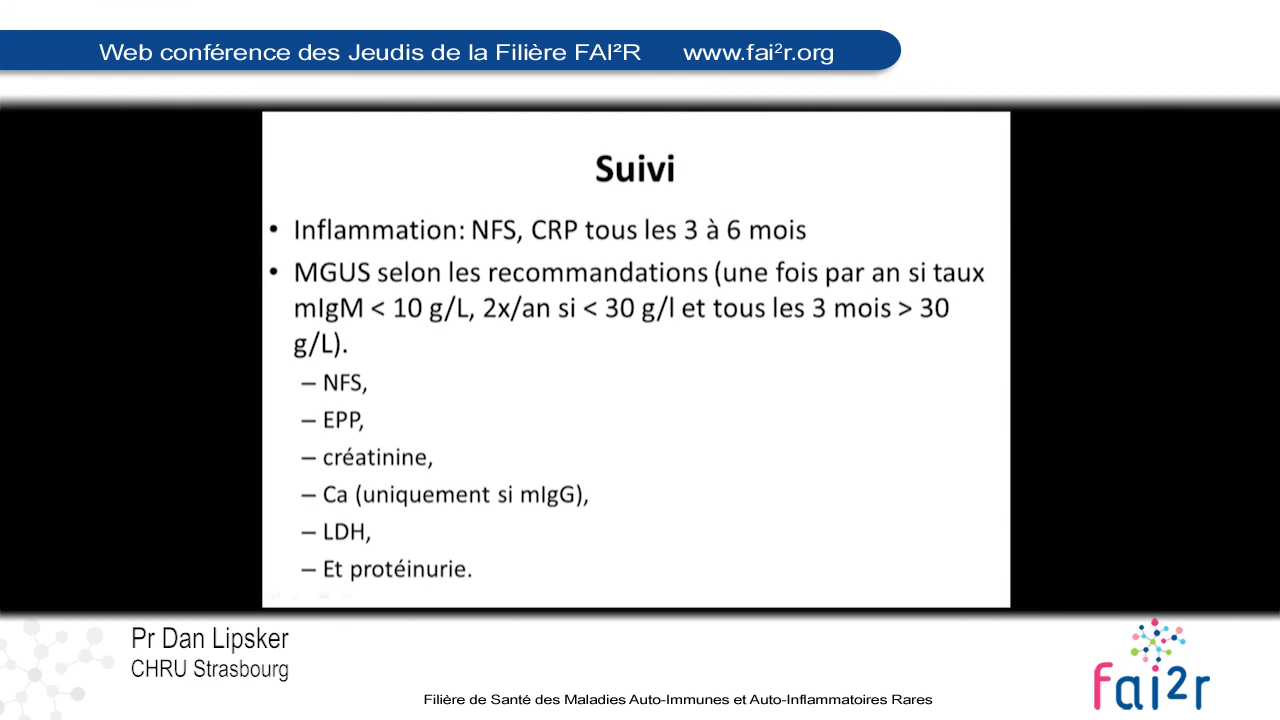 Web conférence des Jeudis de la Filière FAI²R www.fai²r.org
Suivi
• Inflammation: NFS, CRP tous les 3 à 6 mois
• MGUS selon les recommandations (une fois par an si taux
mIgM < 10 g/L, 2x/an si < 30 g/l et tous les 3 mois > 30
g/L).
– NFS,
– EPP,
– créatinine,
– Ca (uniquement si mIgG),
– LDH,
– Et protéinurie.
Pr Dan Lipsker
CHRU Strasbourg
Filière de Santé des Maladies Auto-Immunes et Auto-Inflammatoires Rares
fai2r